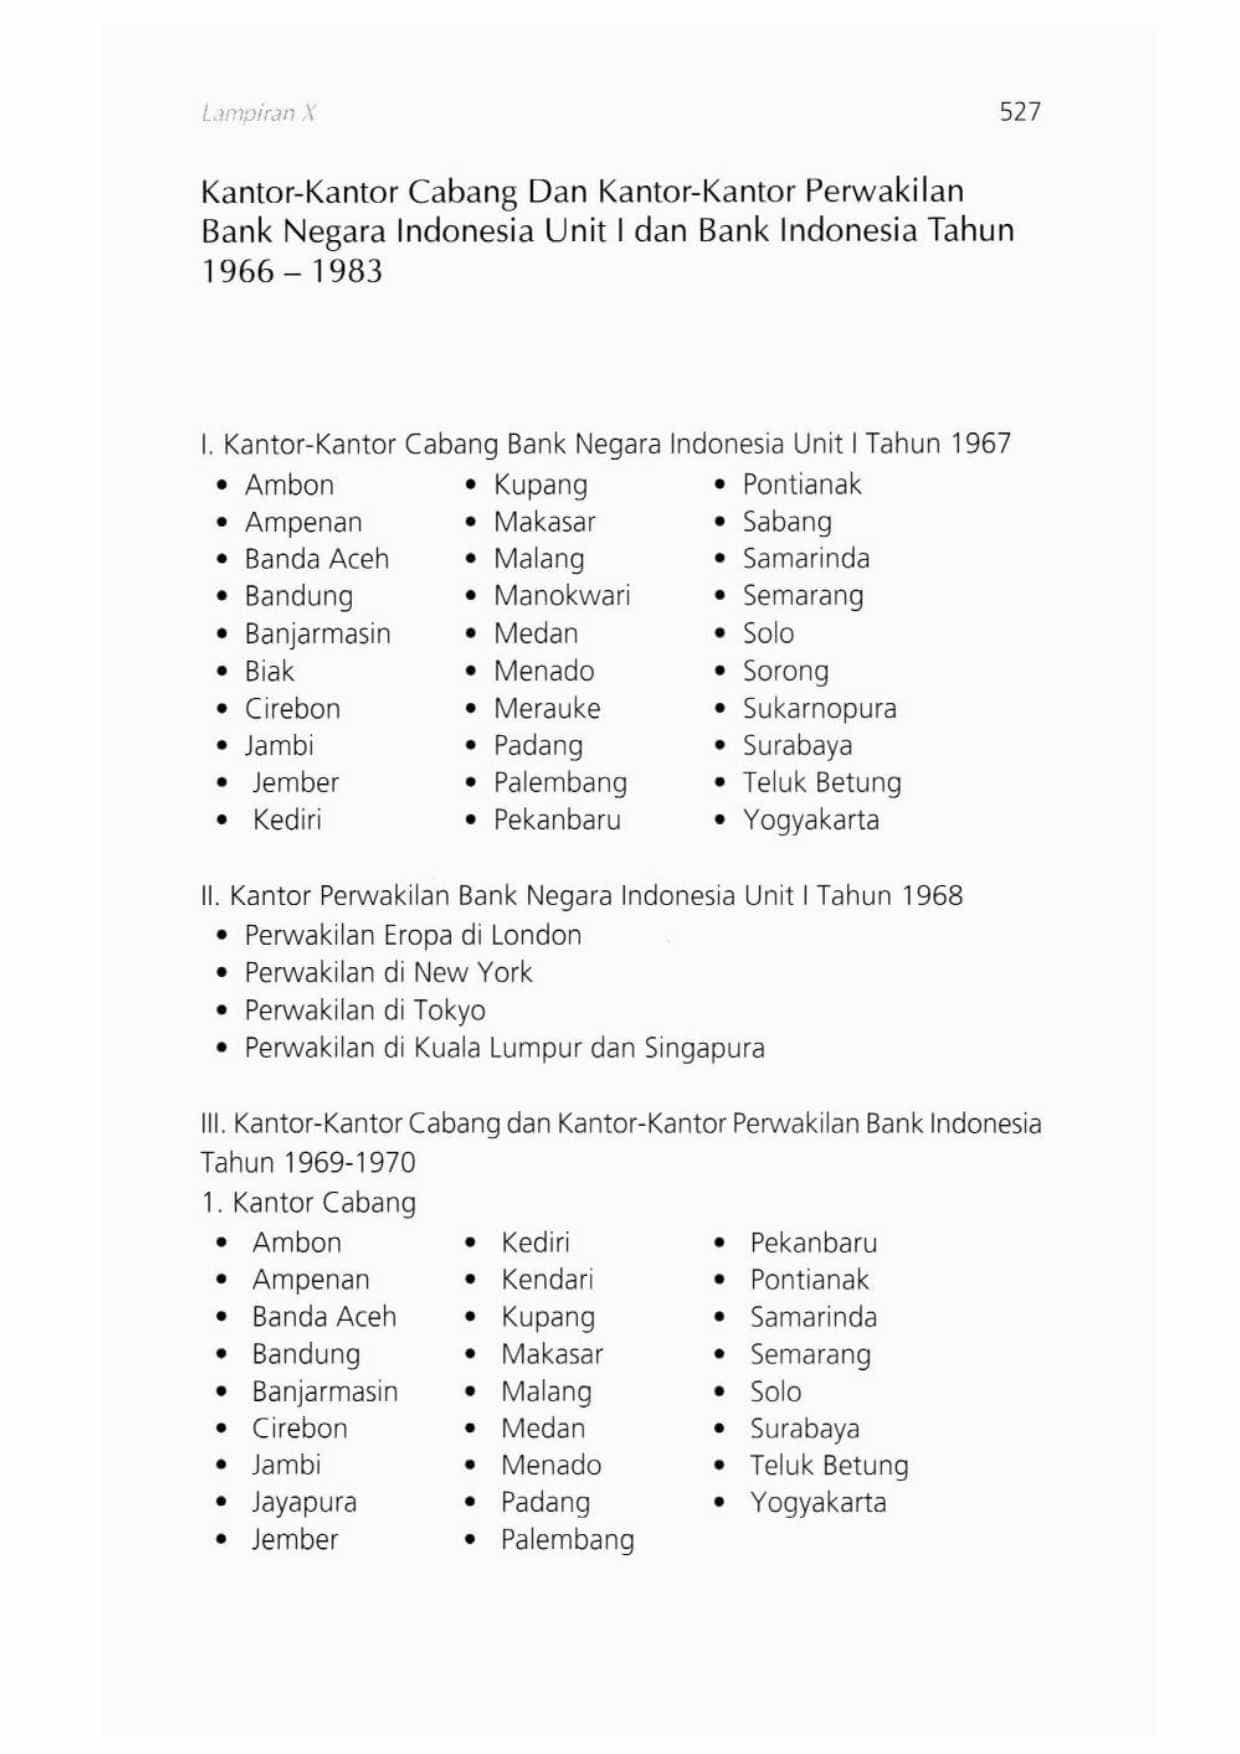 Lampiran X 527
Kantor-Kantor Cabang Dan Kantor-Kantor Perwakilan
Bank Negara Indonesia Unit I dan Bank Indonesia Tahun
1966 – 1983
I. Kantor-Kantor Cabang Bank Negara Indonesia Unit I Tahun 1967
• Ambon
• Ampenan
• Banda Aceh
• Bandung
• Banjarmasin
• Biak
• Cirebon
• Jambi
• Jember
• Kediri
• Kupang
• Makasar
• Malang
• Manokwari
• Medan
• Menado
• Merauke
• Padang
• Palembang
• Pekanbaru
• Pontianak
• Sabang
• Samarinda
• Semarang
• Solo
• Sorong
• Sukarnopura
• Surabaya
• Teluk Betung
• Yogyakarta
II. Kantor Perwakilan Bank Negara Indonesia Unit I Tahun 1968
• Perwakilan Eropa di London
• Perwakilan di New York
• Perwakilan di Tokyo
• Perwakilan di Kuala Lumpur dan Singapura
III. Kantor-Kantor Cabang dan Kantor-Kantor Perwakilan Bank Indonesia
Tahun 1969-1970
1. Kantor Cabang
• Ambon
• Ampenan
• Banda Aceh
• Bandung
• Banjarmasin
• Cirebon
• Jambi
• Jayapura
• Jember
• Kediri
• Kendari
• Kupang
• Makasar
• Malang
• Medan
• Menado
• Padang
• Palembang
• Pekanbaru
• Pontianak
• Samarinda
• Semarang
• Solo
• Surabaya
• Teluk Betung
• Yogyakarta